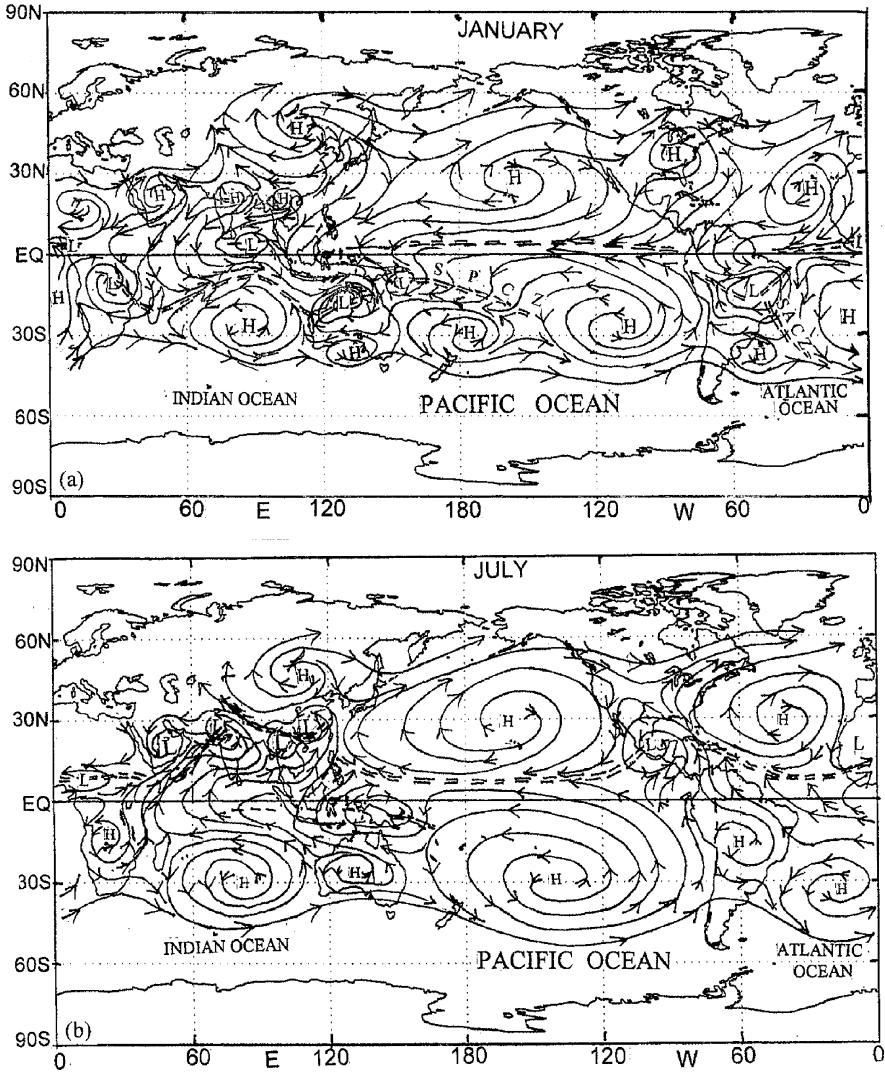 90N
JANUARY
60N
H
30N
H H H H H H H
L L EQ L
S P C Z
L L L L
SACZ
H H H H H H H
30S
INDIAN OCEAN
PACIFIC OCEAN
ATLANTIC OCEAN
60S
(a)
90S
0 60 E 120 180 120 W 60 0
90N
JULY
60N
H
30N
L L L L H L H L
L
EQ
L
H H H H H H
30S
INDIAN OCEAN
PACIFIC OCEAN
ATLANTIC OCEAN
60S
(b)
90S
0 60 E 120 180 120 W 60 0